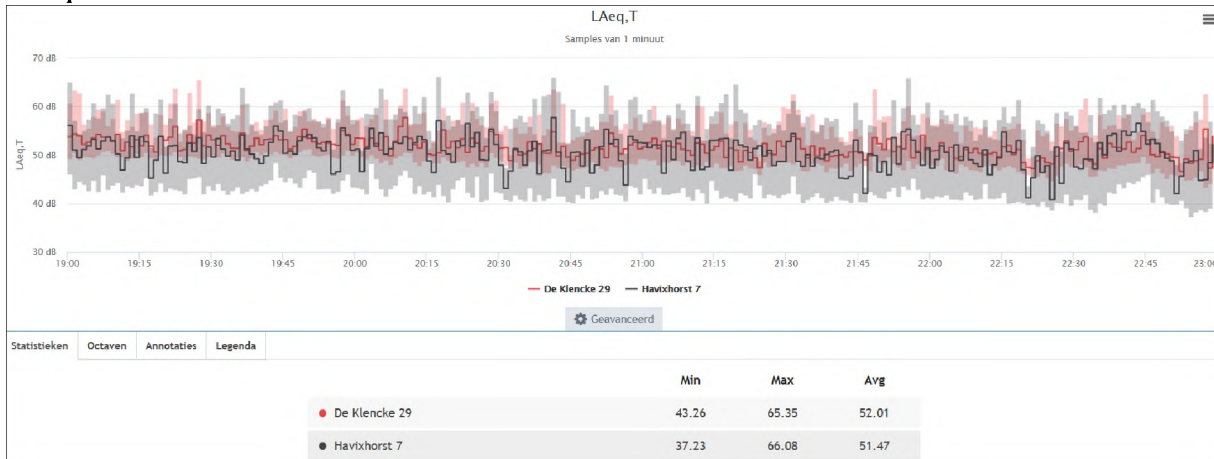 LAeq,T
Samples van 1 minuut
70 dB
60 dB
50 dB
40 dB
30 dB
LAeq,T
19:00 19:15 19:30 19:45 20:00 20:15 20:30 20:45 21:00 21:15 21:30 21:45 22:00 22:15 22:30 22:45 23:00
De Klencke 29 Havixhorst 7
Geavanceerd
Statistieken Octaven Annotaties Legenda
Min Max Avg
De Klencke 29 43.26 65.35 52.01
Havixhorst 7 37.23 66.08 51.47